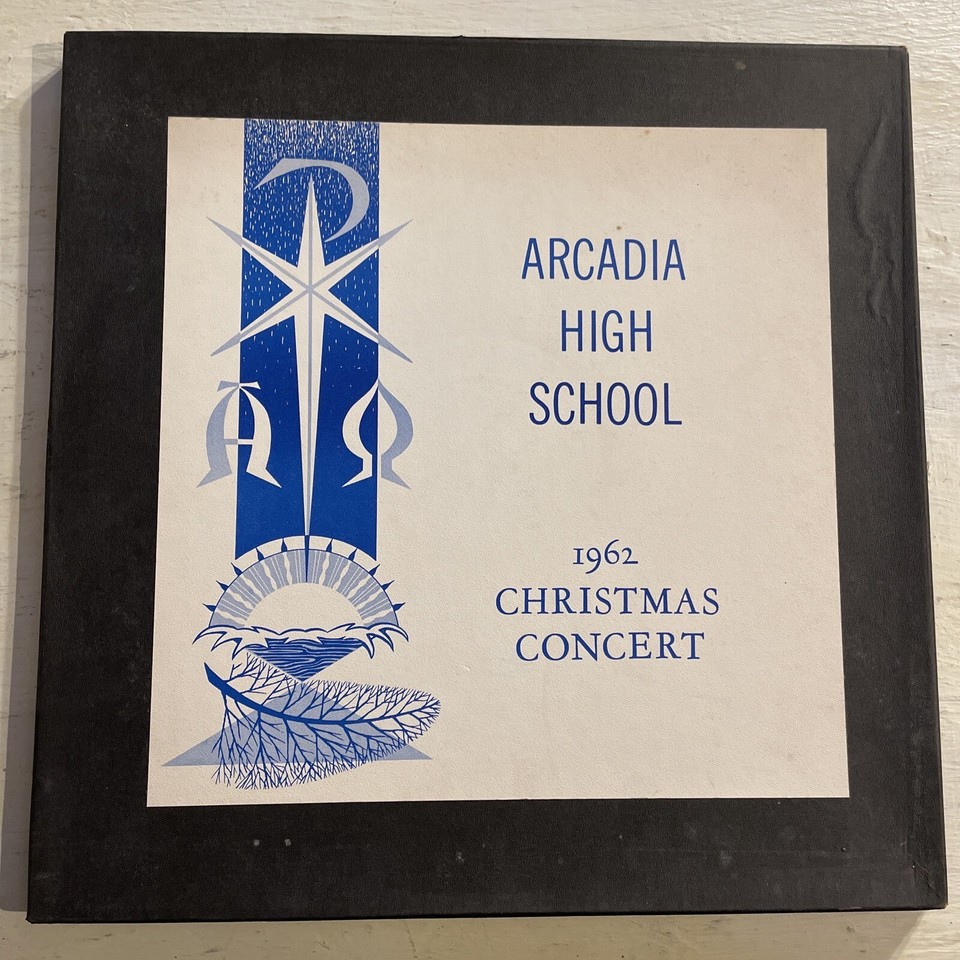 Α Ω
ARCADIA
HIGH
SCHOOL
1962
CHRISTMAS
CONCERT